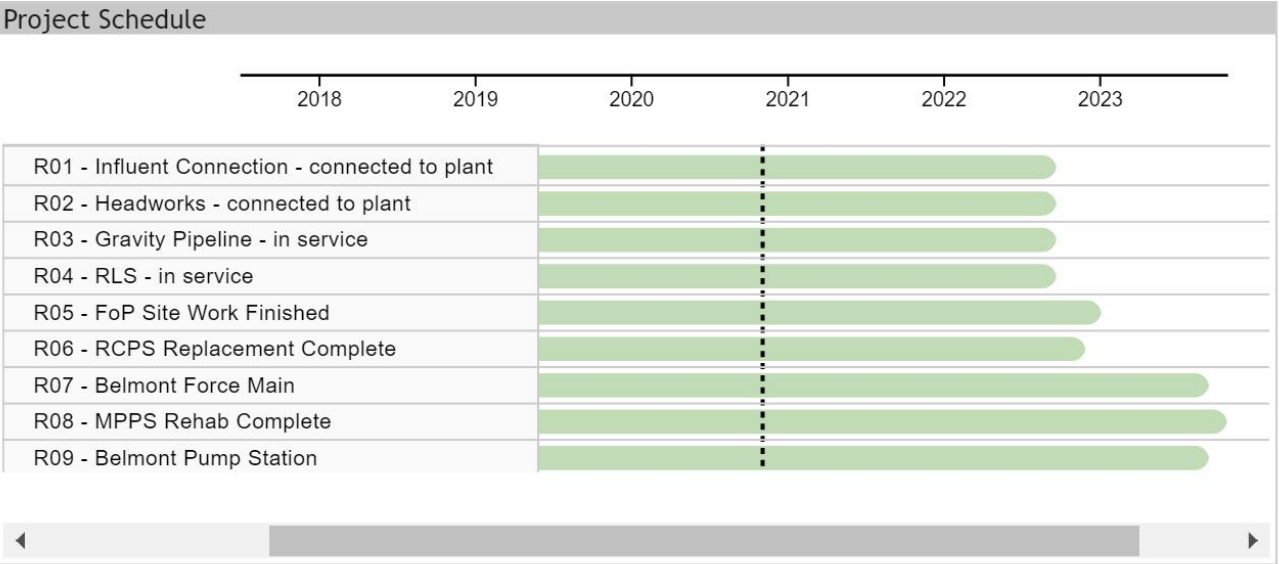 Project Schedule
2018 2019 2020 2021 2022 2023
R01 - Influent Connection - connected to plant
R02 - Headworks - connected to plant
R03 - Gravity Pipeline - in service
R04 - RLS - in service
R05 - FoP Site Work Finished
R06 - RCPS Replacement Complete
R07 - Belmont Force Main
R08 - MPPS Rehab Complete
R09 - Belmont Pump Station